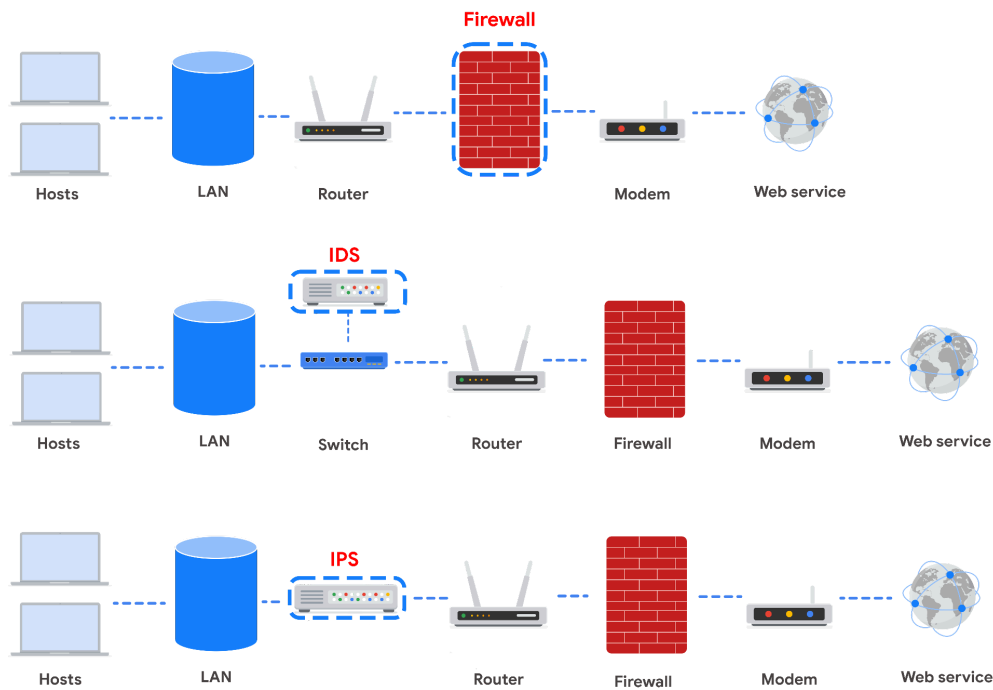 Firewall
Hosts
LAN
Router
Modem
Web service
IDS
Hosts
LAN
Switch
Router
Firewall
Modem
Web service
IPS
Hosts
LAN
Router
Firewall
Modem
Web service